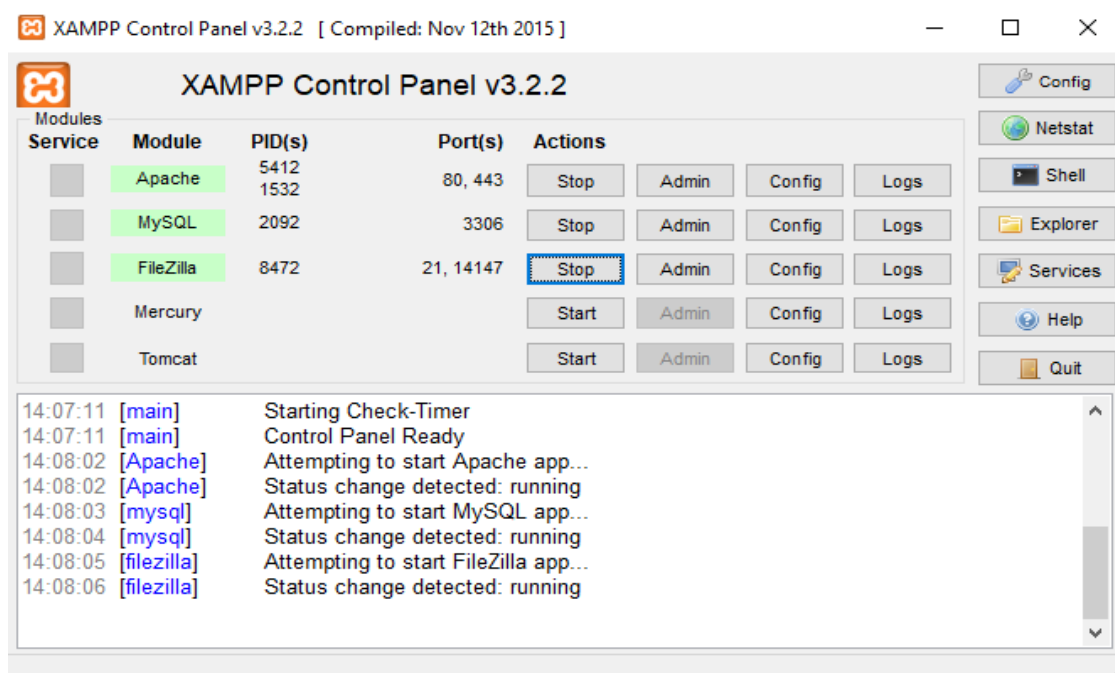 XAMPP Control Panel v3.2.2 [ Compiled: Nov 12th 2015 ]
XAMPP Control Panel v3.2.2
Config
Modules
Netstat
Service Module PID(s) Port(s) Actions
Apache 5412 1532 80, 443 Stop Admin Config Logs
Shell
MySQL 2092 3306 Stop Admin Config Logs
Explorer
FileZilla 8472 21, 14147 Stop Admin Config Logs
Services
Mercury Start Admin Config Logs
Help
Tomcat Start Admin Config Logs
Quit
14:07:11 [main] Starting Check-Timer
14:07:11 [main] Control Panel Ready
14:08:02 [Apache] Attempting to start Apache app...
14:08:02 [Apache] Status change detected: running
14:08:03 [mysql] Attempting to start MySQL app...
14:08:04 [mysql] Status change detected: running
14:08:05 [filezilla] Attempting to start FileZilla app...
14:08:06 [filezilla] Status change detected: running